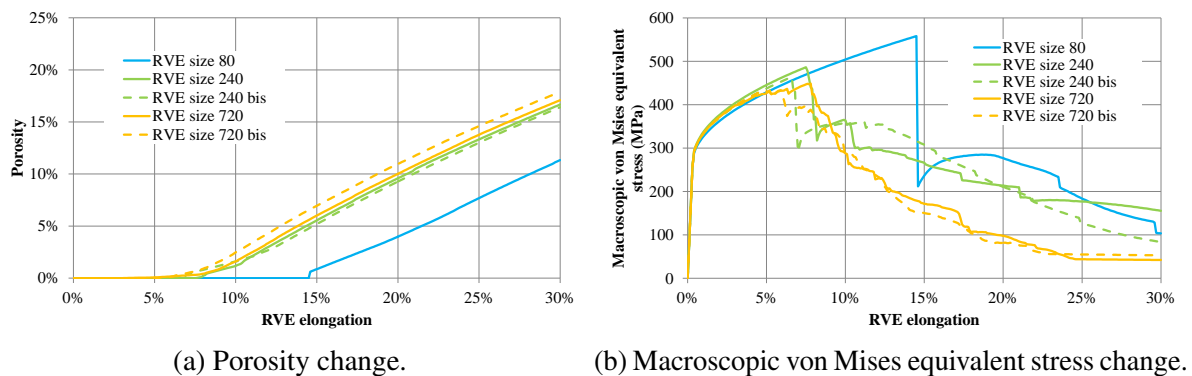 25%
20%
15%
10%
5%
0%
Porosity
RVE size 80
RVE size 240
RVE size 240 bis
RVE size 720
RVE size 720 bis
0% 5% 10% 15% 20% 25% 30%
RVE elongation
(a) Porosity change.
600
500
400
300
200
100
0
Macroscopic von Msies equivalent
stress (MPa)
RVE size 80
RVE size 240
RVE size 240 bis
RVE size 720
RVE size 720 bis
0% 5% 10% 15% 20% 25% 30%
RVE elongation
(b) Macroscopic von Mises equivalent stress change.